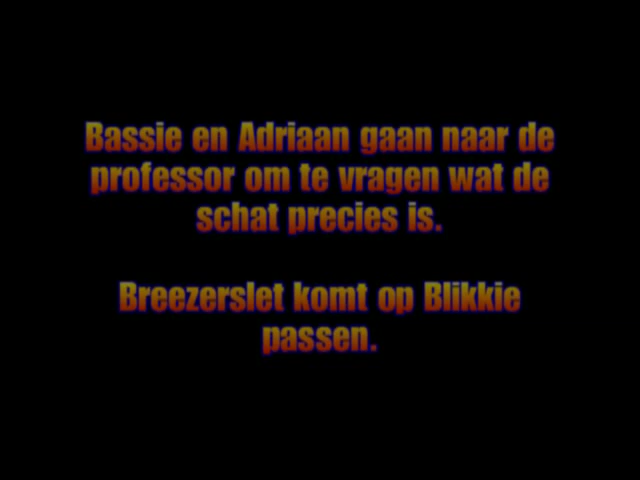 Bassie en Adriaan gaan naar de
professor om te vragen wat de
schat precies is.
Breezerslet komt op Blikkie
passen.